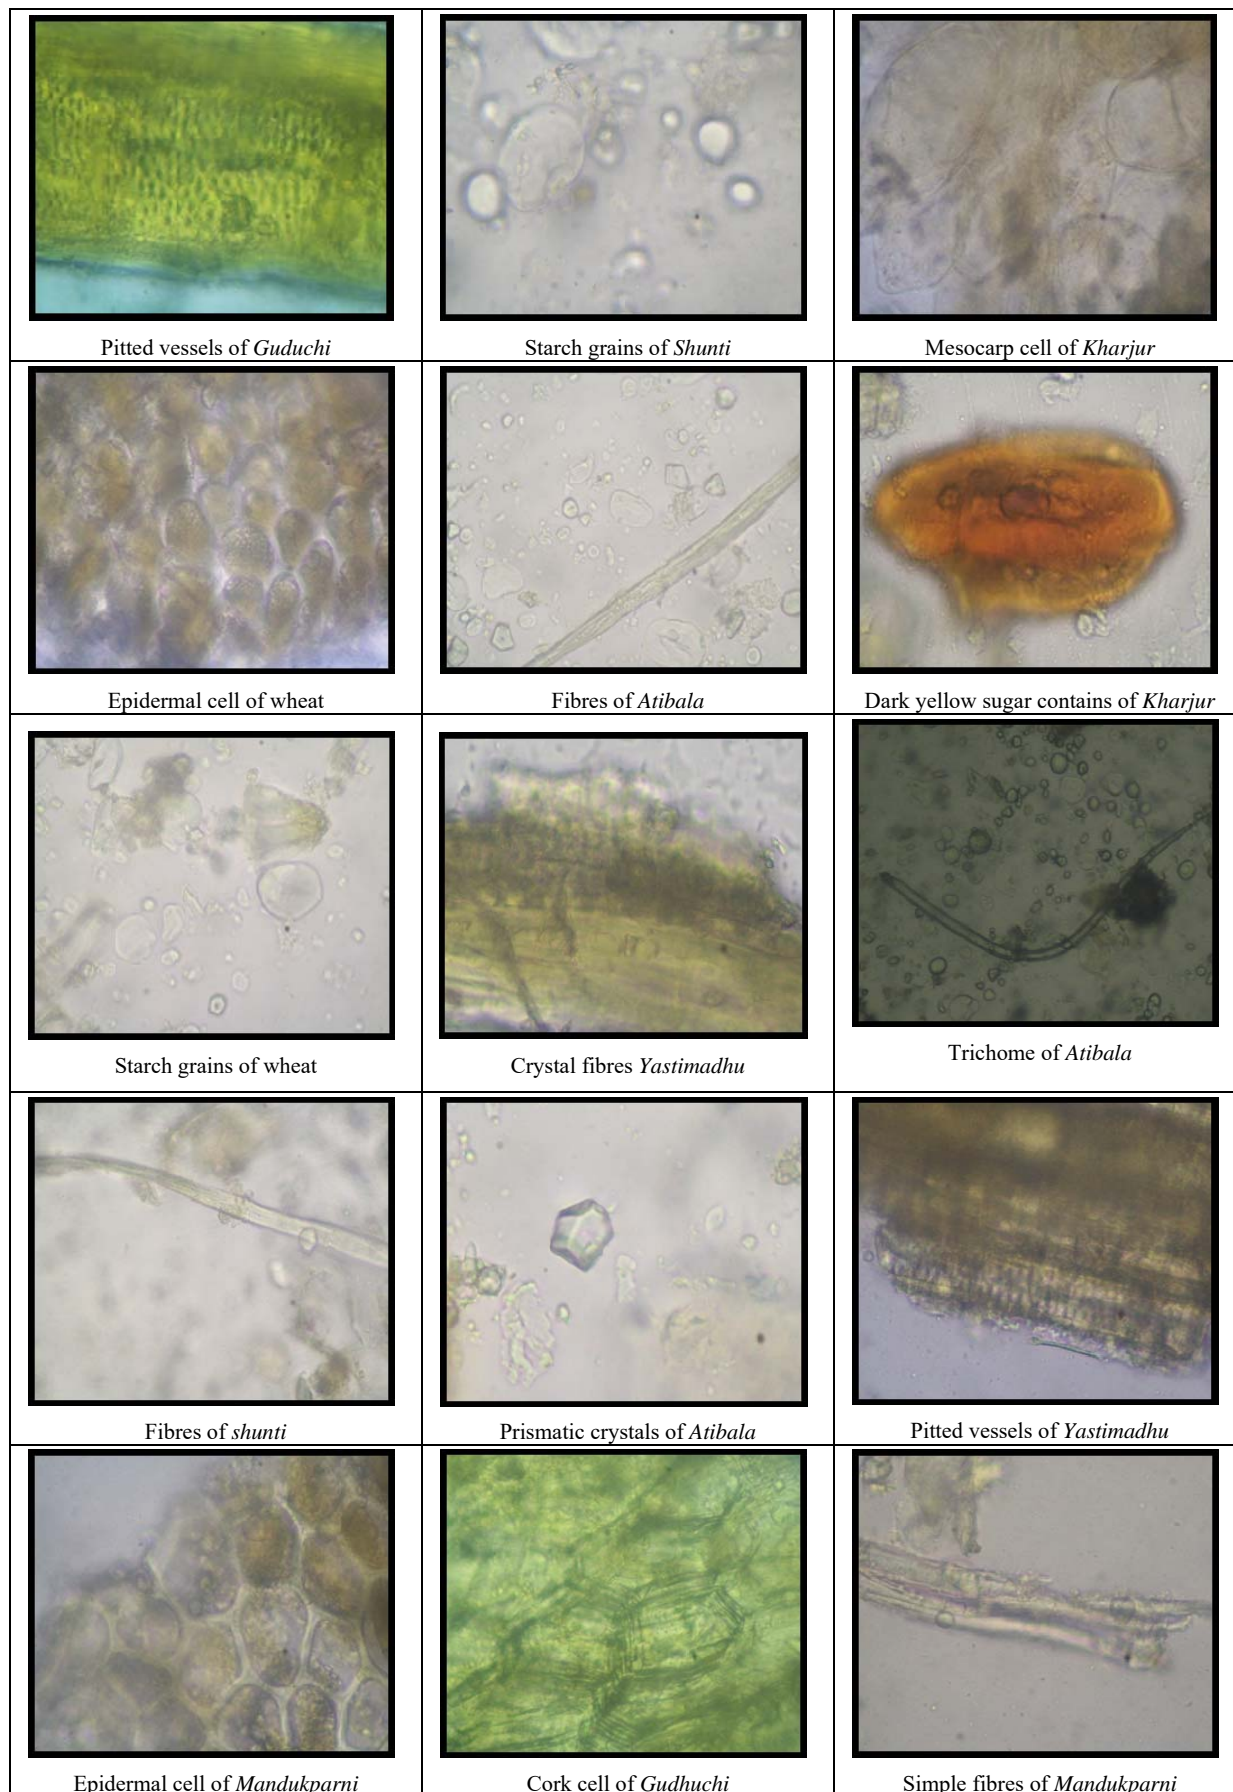 Pitted vessels of Guduchi
Starch grains of Shunti
Mesocarp cell of Kharjur
Epidermal cell of wheat
Fibres of Atibala
Dark yellow sugar contains of Kharjur
Starch grains of wheat
Crystal fibres Yastimadhu
Trichome of Atibala
Fibres of shunti
Prismatic crystals of Atibala
Pitted vessels of Yastimadhu
Epidermal cell of Mandukparni
Cork cell of Gudhuchi
Simple fibres of Mandukparni